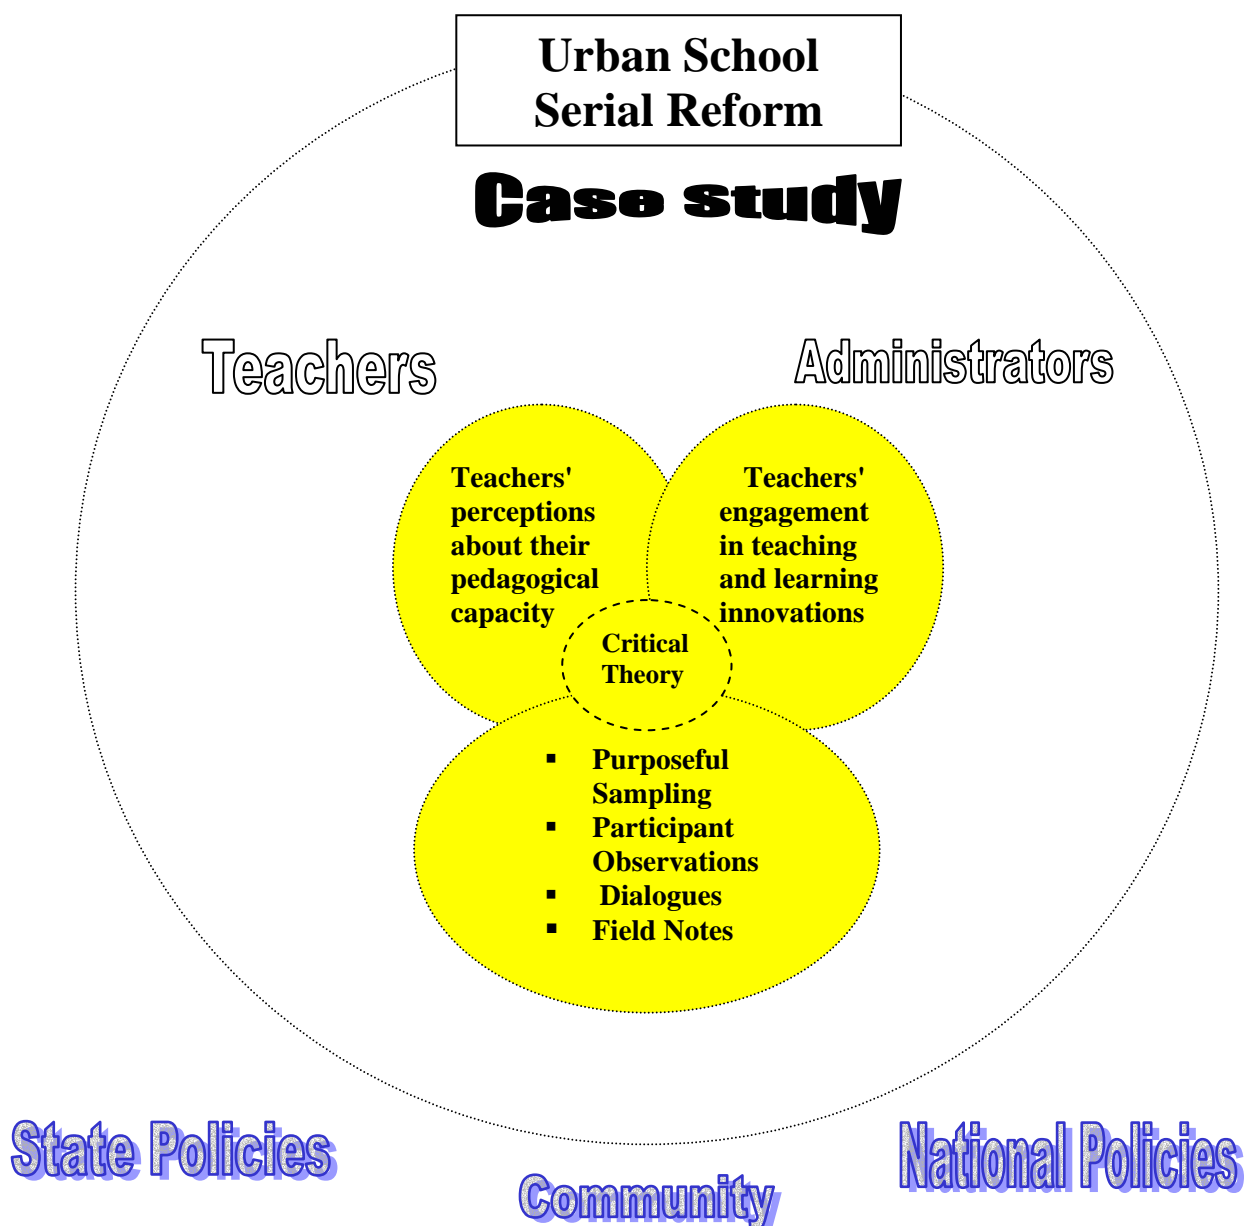 Urban School
Serial Reform
Case Study
Teachers
Administrators
Teachers'
perceptions
about their
pedagogical
capacity
Teachers'
engagement
in teaching
and learning
innovations
Critical
Theory
▪ Purposeful
Sampling
▪ Participant
Observations
▪ Dialogues
▪ Field Notes
State Policies
Community
National Policies